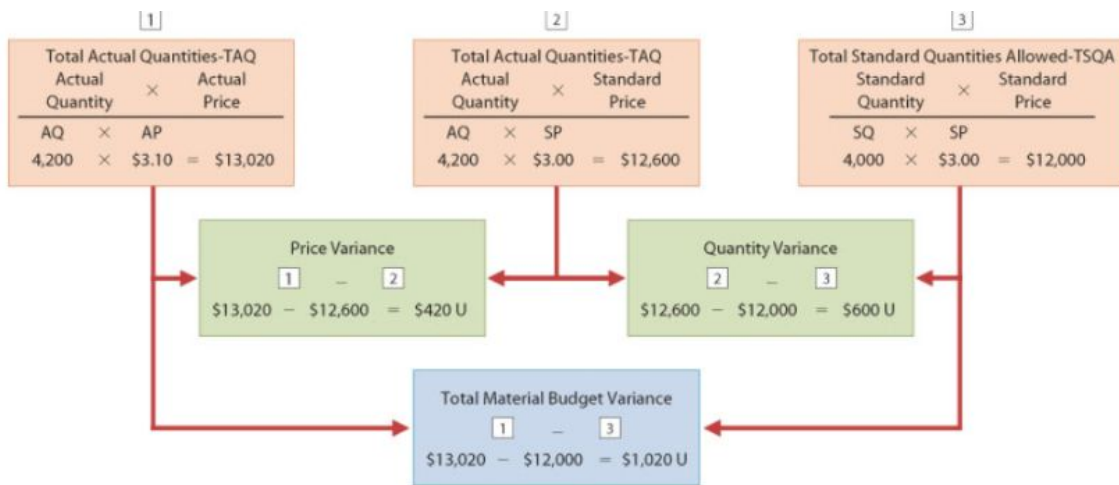 1
Total Actual Quantities-TAQ
Actual Quantity × Actual Price
AQ × AP
4,200 × $3.10 = $13,020
2
Total Actual Quantities-TAQ
Actual Quantity × Standard Price
AQ × SP
4,200 × $3.00 = $12,600
3
Total Standard Quantities Allowed-TSQA
Standard Quantity × Standard Price
SQ × SP
4,000 × $3.00 = $12,000
Price Variance
1 – 2
$13,020 – $12,600 = $420 U
Quantity Variance
2 – 3
$12,600 – $12,000 = $600 U
Total Material Budget Variance
1 – 3
$13,020 – $12,000 = $1,020 U